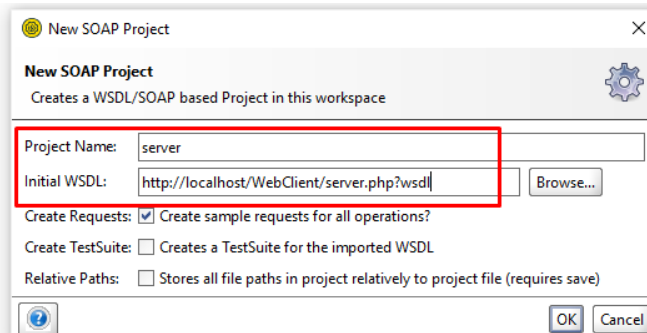 New SOAP Project
New SOAP Project
Creates a WSDL/SOAP based Project in this workspace
Project Name: server
Initial WSDL: http://localhost/WebClient/server.php?wsdl Browse...
Create Requests: Create sample requests for all operations?
Create TestSuite: Creates a TestSuite for the imported WSDL
Relative Paths: Stores all file paths in project relatively to project file (requires save)
? OK Cancel